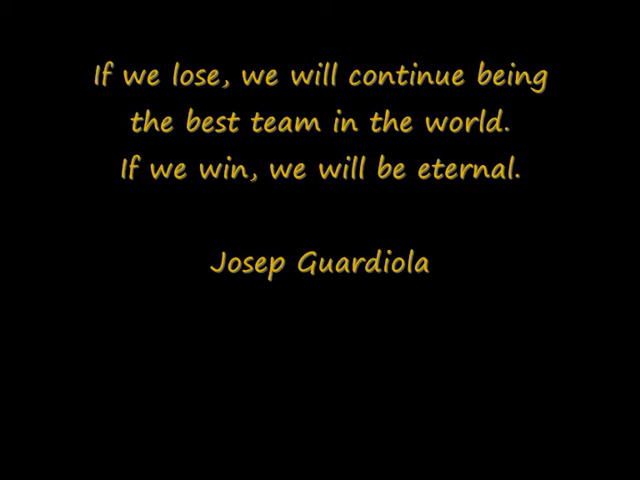 If we lose, we will continue being
the best team in the world.
If we win, we will be eternal.
Josep Guardiola